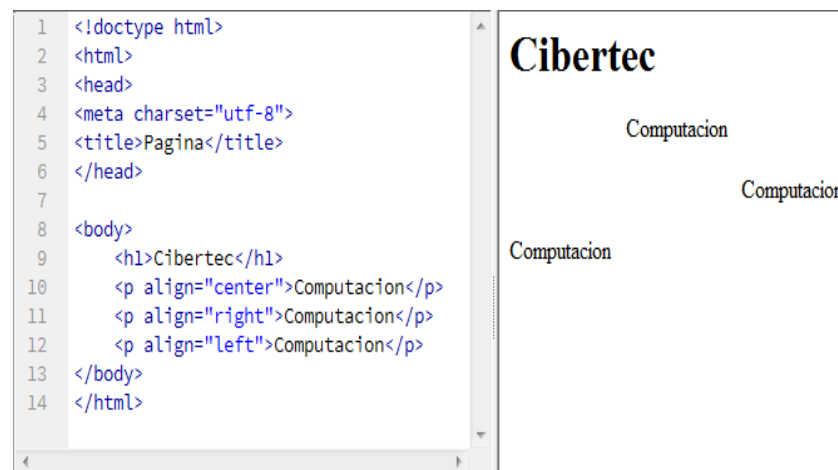 1 <!doctype html>
2 <html>
3 <head>
4 <meta charset="utf-8">
5 <title>Pagina</title>
6 </head>
7
8 <body>
9     <h1>Cibertec</h1>
10     <p align="center">Computacion</p>
11     <p align="right">Computacion</p>
12     <p align="left">Computacion</p>
13 </body>
14 </html>
Cibertec
Computacion
Computacion
Computacion